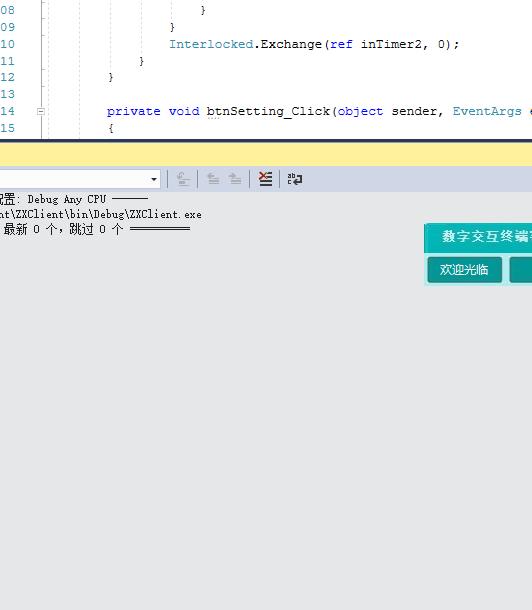 08 }
09 }
10 Interlocked.Exchange(ref inTimer2, 0);
11 }
12 }
13
14 private void btnSetting_Click(object sender, EventArgs
15 {
配置: Debug Any CPU ——————
nt\ZXClient\bin\Debug\ZXClient.exe
最新 0 个，跳过 0 个 ==========
数字交互终端
欢迎光临